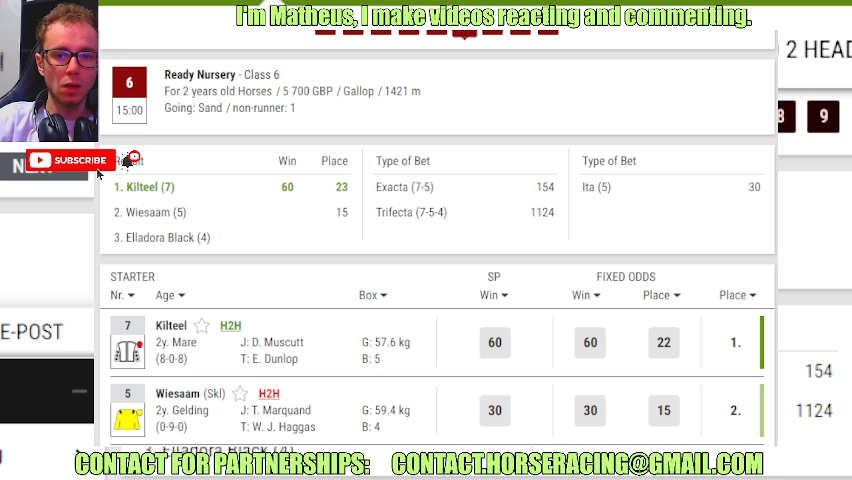 I'm Matheus, I make videos reacting and commenting.
2 HEAD
6
15:00
Ready Nursery - Class 6
For 2 years old Horses / 5 700 GBP / Gallop / 1421 m
Going: Sand / non-runner: 1
9
SUBSCRIBE
Win Place
Type of Bet
Type of Bet
1. Kilteel (7) 60 23
Exacta (7-5) 154
Ita (5) 30
2. Wiesaam (5) 15
Trifecta (7-5-4) 1124
3. Elladora Black (4)
STARTER SP FIXED ODDS
Nr. Age Box Win Win Place Place
E-POST
7 Kilteel H2H
2y. Mare J: D. Muscutt G: 57.6 kg 60 60 22 1.
(8-0-8) T: E. Dunlop B: 5
154
5 Wiesaam (Skl) H2H
2y. Gelding J: T. Marquand G: 59.4 kg 30 30 15 2.
(0-9-0) T: W. J. Haggas B: 4
1124
3. Elladora Black (4)
CONTACT FOR PARTNERSHIPS: CONTACT.HORSERACING@GMAIL.COM